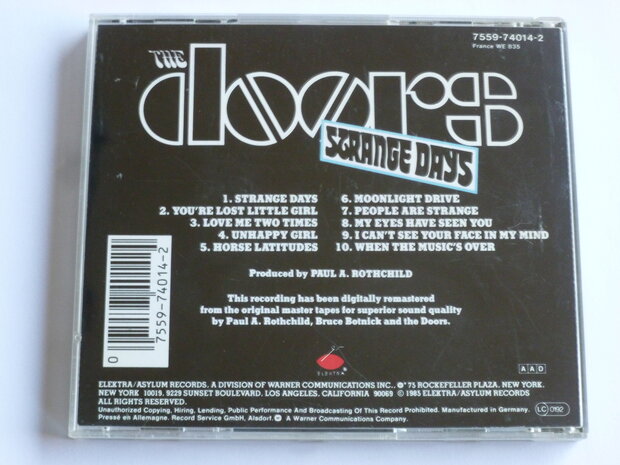 7559-74014-2
France WE 835
THE
doors
STRANGE DAYS
1. STRANGE DAYS
2. YOU'RE LOST LITTLE GIRL
3. LOVE ME TWO TIMES
4. UNHAPPY GIRL
5. HORSE LATITUDES
6. MOONLIGHT DRIVE
7. PEOPLE ARE STRANGE
8. MY EYES HAVE SEEN YOU
9. I CAN'T SEE YOUR FACE IN MY MIND
10. WHEN THE MUSIC'S OVER
Produced by PAUL A. ROTHCHILD
This recording has been digitally remastered
from the original master tapes for superior sound quality
by Paul A. Rothchild, Bruce Botnick and the Doors.
0 7559-74014-2
ELEKTRA
AAD
ELEKTRA/ASYLUM RECORDS. A DIVISION OF WARNER COMMUNICATIONS INC., 75 ROCKEFELLER PLAZA. NEW YORK.
NEW YORK 10019. 9229 SUNSET BOULEVARD. LOS ANGELES. CALIFORNIA 90069 © 1985 ELEKTRA/ASYLUM RECORDS
ALL RIGHTS RESERVED.
Unauthorized Copying, Hiring, Lending, Public Performance And Broadcasting Of This Record Prohibited. Manufactured in Germany.
Pressé en Allemagne. Record Service GmbH, Alsdorf. A Warner Communications Company.
LC 0192